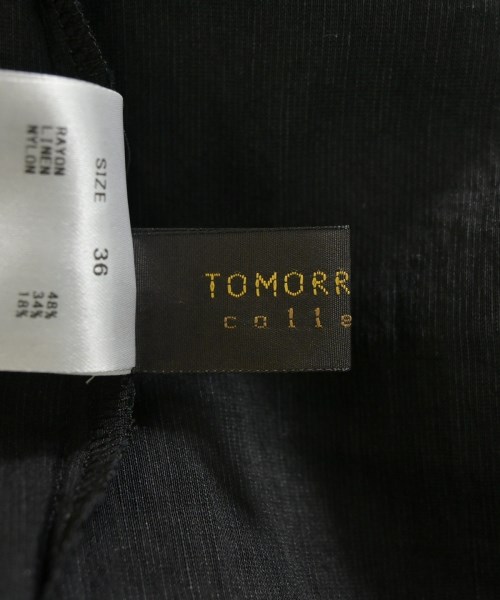 SIZE 36
RAYON 48%
LINEN 34%
NYLON 18%
TOMORR
colle